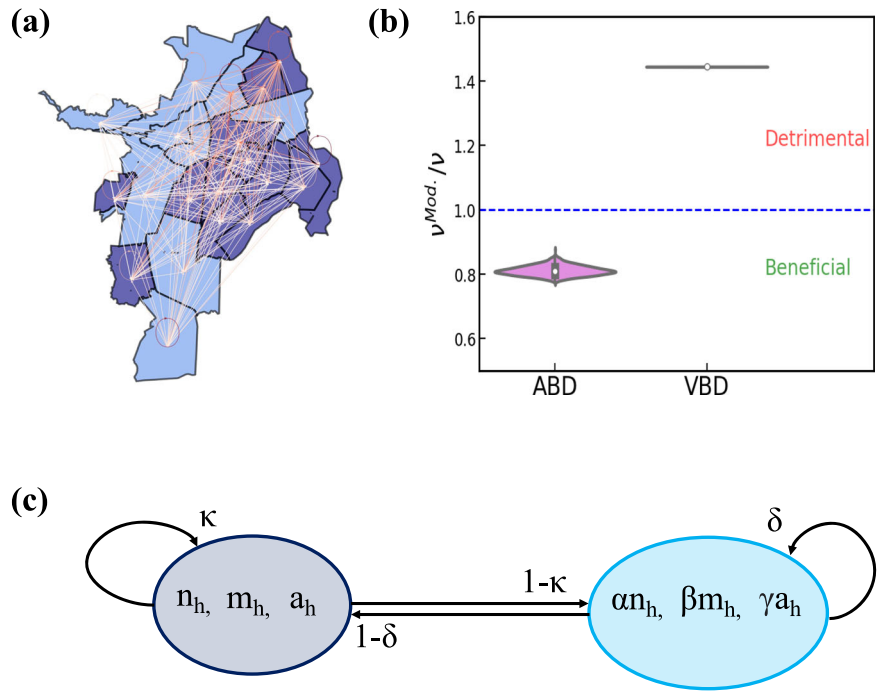 (a)
(b)
ν^Mod./ν
1.6
1.4
1.2
1.0
0.8
0.6
Detrimental
Beneficial
ABD
VBD
(c)
κ
δ
n_h, m_h, a_h
1-κ
1-δ
αn_h, βm_h, γa_h